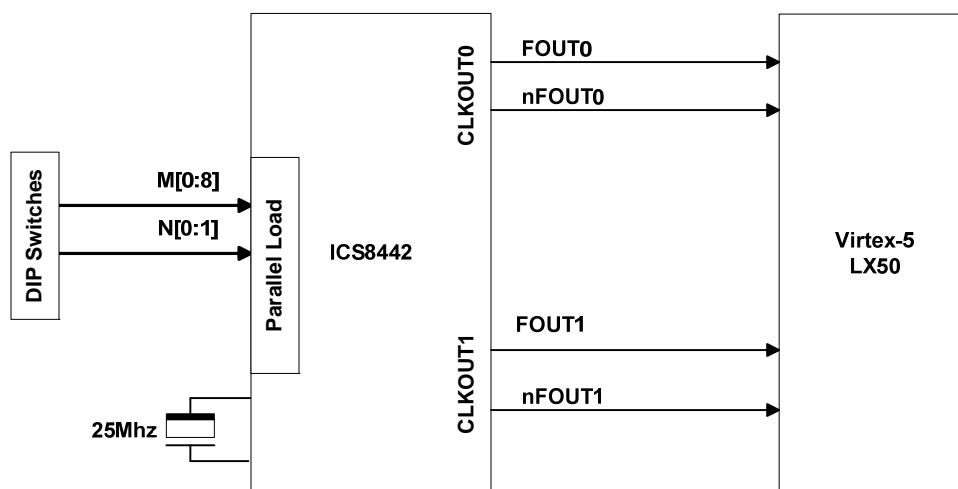 FOUT0
CLKOUT0
nFOUT0
DIP Switches
M[0:8]
N[0:1]
Parallel Load
ICS8442
Virtex-5
LX50
FOUT1
CLKOUT1
nFOUT1
25Mhz